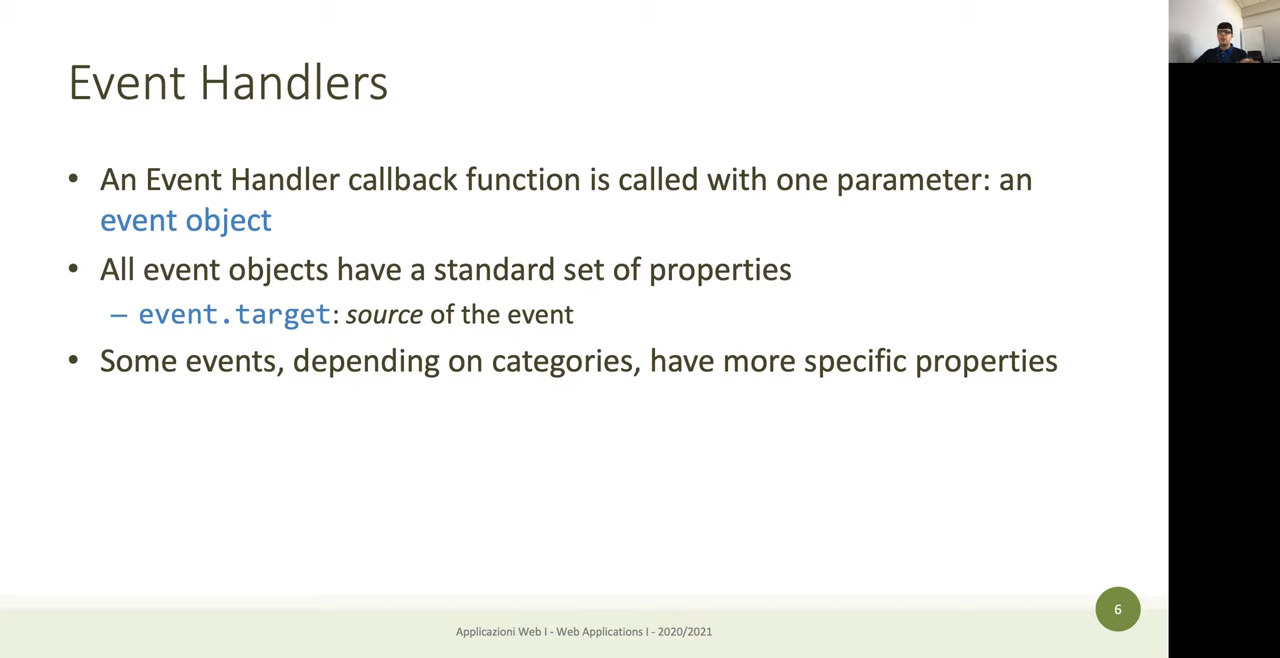 Event Handlers
• An Event Handler callback function is called with one parameter: an
event object
• All event objects have a standard set of properties
– event.target: source of the event
• Some events, depending on categories, have more specific properties
6
Applicazioni Web I - Web Applications I - 2020/2021